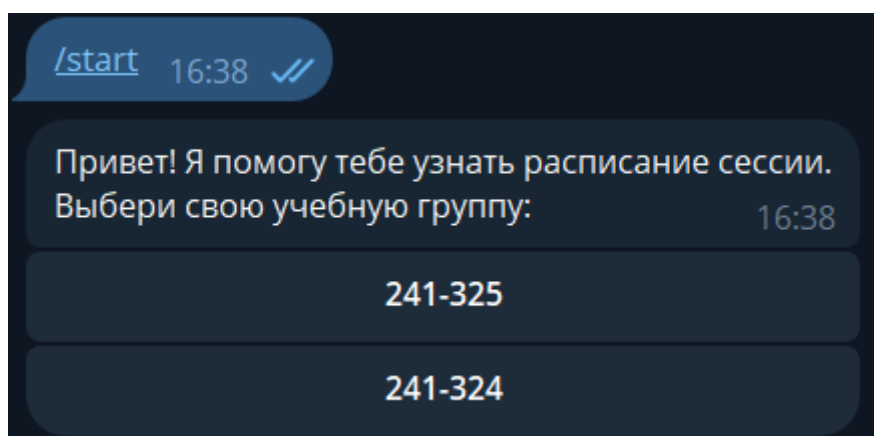 /start 16:38
Привет! Я помогу тебе узнать расписание сессии.
Выбери свою учебную группу: 16:38
241-325
241-324